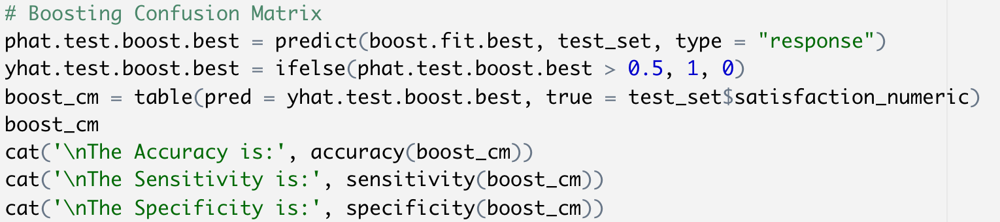 # Boosting Confusion Matrix
phat.test.boost.best = predict(boost.fit.best, test_set, type = "response")
yhat.test.boost.best = ifelse(phat.test.boost.best > 0.5, 1, 0)
boost_cm = table(pred = yhat.test.boost.best, true = test_set$satisfaction_numeric)
boost_cm
cat('\nThe Accuracy is:', accuracy(boost_cm))
cat('\nThe Sensitivity is:', sensitivity(boost_cm))
cat('\nThe Specificity is:', specificity(boost_cm))